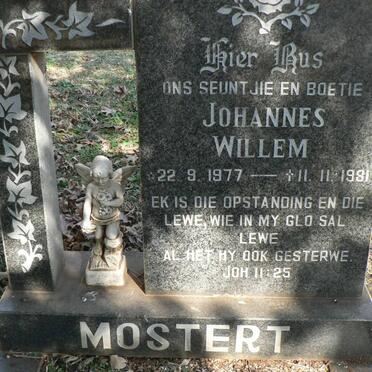 Hier Rus
ONS SEUNTJIE EN BOETIE
JOHANNES
WILLEM
*22.9.1977 — †11.11.1981
EK IS DIE OPSTANDING EN DIE
LEWE, WIE IN MY GLO SAL
LEWE
AL HET HY OOK GESTERWE.
JOH 11:25
MOSTERT